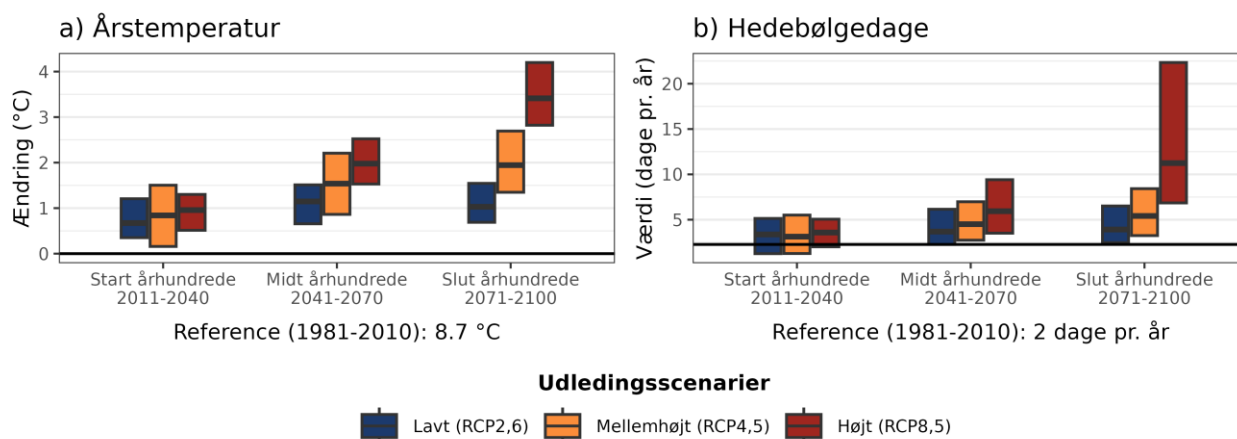 a) Årstemperatur
Ændring (°C)
4
3
2
1
0
Start århundrede
2011-2040
Midt århundrede
2041-2070
Slut århundrede
2071-2100
Reference (1981-2010): 8.7 °C
b) Hedebølgedage
Værdi (dage pr. år)
20
15
10
5
Start århundrede
2011-2040
Midt århundrede
2041-2070
Slut århundrede
2071-2100
Reference (1981-2010): 2 dage pr. år
Udledingsscenarier
Lavt (RCP2,6)
Mellemhøjt (RCP4,5)
Højt (RCP8,5)